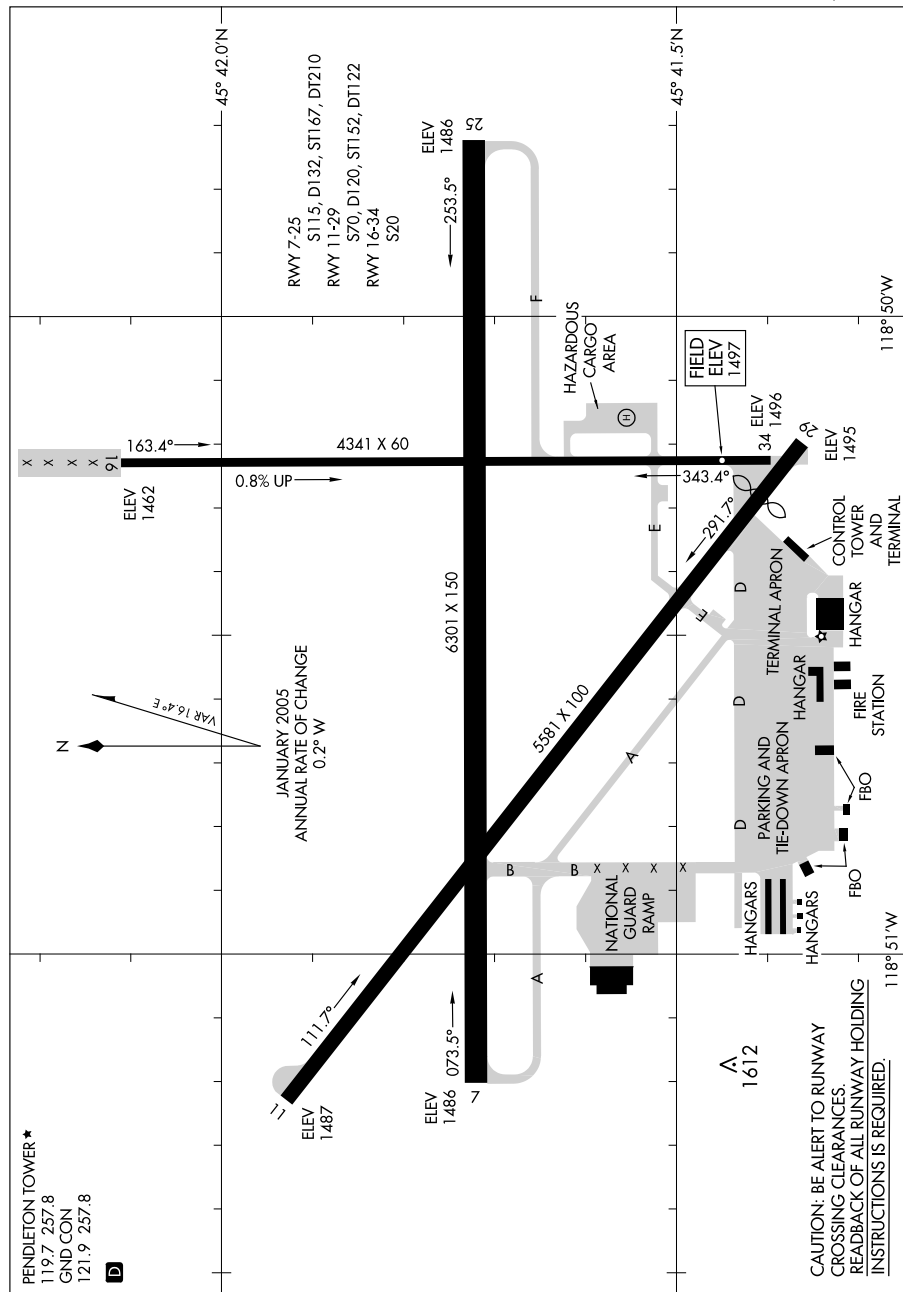 PENDLETON TOWER★
119.7 257.8
GND CON
121.9 257.8
D
N
VAR 16.4° E
JANUARY 2005
ANNUAL RATE OF CHANGE
0.2° W
RWY 7-25
S115, D132, ST167, DT210
RWY 11-29
S70, D120, ST152, DT122
RWY 16-34
S20
45° 42.0'N
45° 41.5'N
118° 50'W
118° 51'W
X
X
X
X
16
163.4°
ELEV
1462
0.8% UP
4341 X 60
ELEV
1486
25
253.5°
6301 X 150
11
ELEV
1487
111.7°
ELEV
1486
7
073.5°
5581 X 100
F
HAZARDOUS
CARGO
AREA
H
FIELD
ELEV
1497
34
ELEV
1496
29
ELEV
1495
343.4°
291.7°
E
E
A
A
B
B
X
X
X
X
D
D
D
NATIONAL
GUARD
RAMP
PARKING AND
TIE-DOWN APRON
TERMINAL APRON
CONTROL
TOWER
AND
TERMINAL
HANGAR
HANGAR
FIRE
STATION
FBO
FBO
HANGARS
HANGARS
1612
CAUTION: BE ALERT TO RUNWAY
CROSSING CLEARANCES.
READBACK OF ALL RUNWAY HOLDING
INSTRUCTIONS IS REQUIRED.